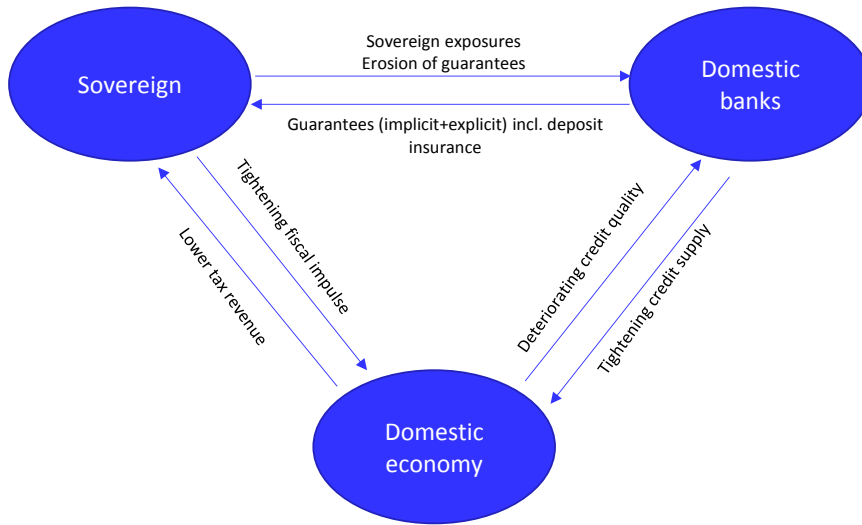 Sovereign
Sovereign exposures
Erosion of guarantees
Domestic
banks
Guarantees (implicit+explicit) incl. deposit
insurance
Tightening fiscal impulse
Lower tax revenue
Deteriorating credit quality
Tightening credit supply
Domestic
economy